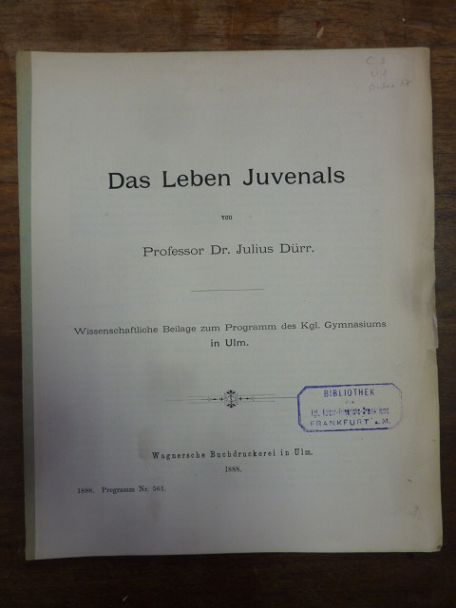 Das Leben Juvenals
von
Professor Dr. Julius Dürr.
Wissenschaftliche Beilage zum Programm des Kgl. Gymnasiums
in Ulm.
BIBLIOTHEK
FRANKFURT a. M.
Wagnersche Buchdruckerei in Ulm.
1888.
1888. Programm Nr. 561.